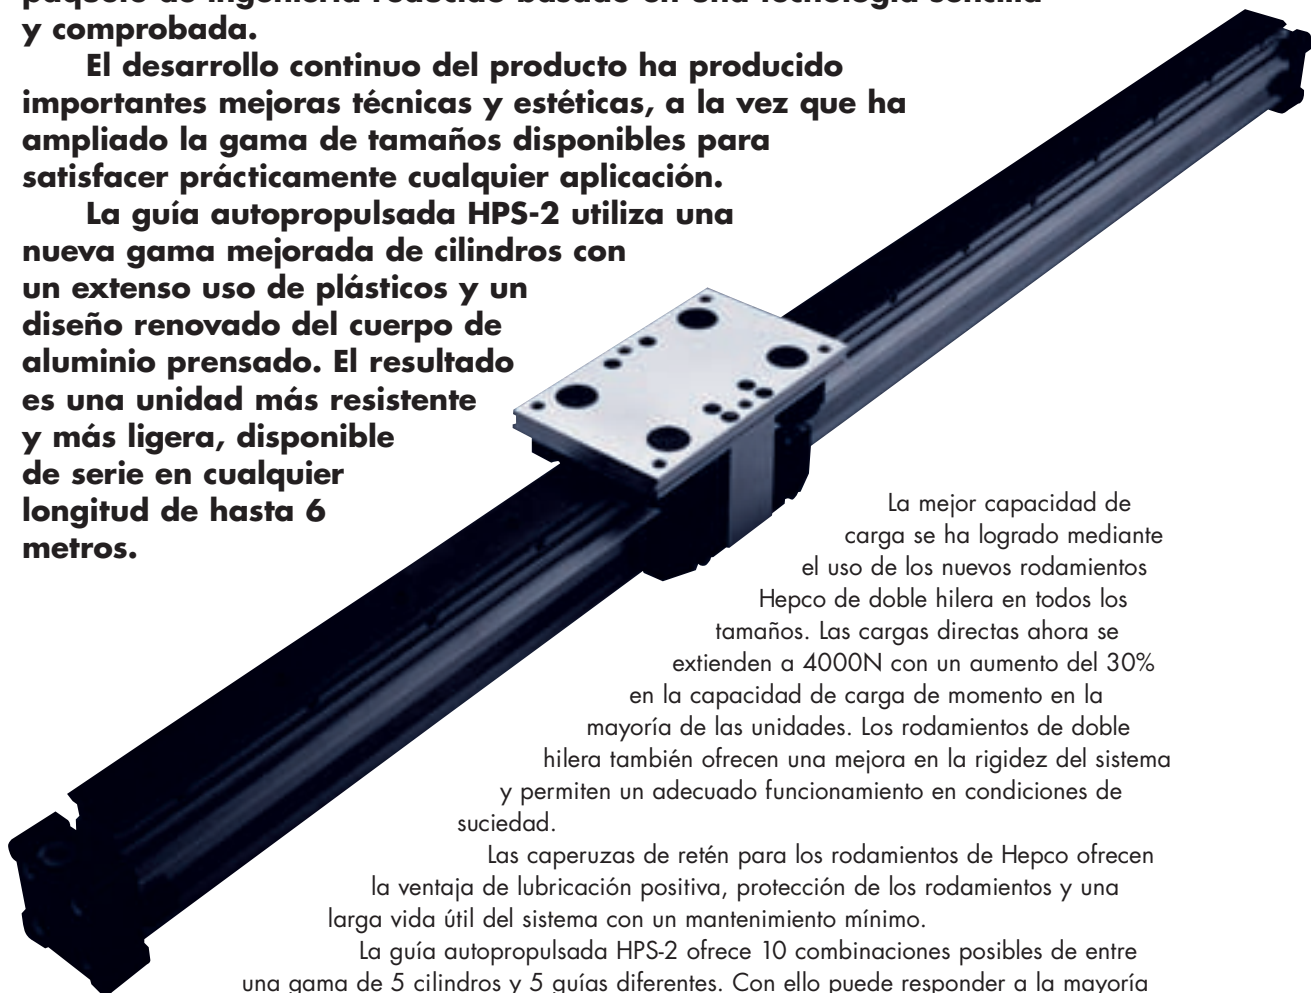 paquete de ingeniería reducido basado en una tecnología sencilla
y comprobada.
El desarrollo continuo del producto ha producido
importantes mejoras técnicas y estéticas, a la vez que ha
ampliado la gama de tamaños disponibles para
satisfacer prácticamente cualquier aplicación.
La guía autopropulsada HPS-2 utiliza una
nueva gama mejorada de cilindros con
un extenso uso de plásticos y un
diseño renovado del cuerpo de
aluminio prensado. El resultado
es una unidad más resistente
y más ligera, disponible
de serie en cualquier
longitud de hasta 6
metros.
La mejor capacidad de
carga se ha logrado mediante
el uso de los nuevos rodamientos
Hepco de doble hilera en todos los
tamaños. Las cargas directas ahora se
extienden a 4000N con un aumento del 30%
en la capacidad de carga de momento en la
mayoría de las unidades. Los rodamientos de doble
hilera también ofrecen una mejora en la rigidez del sistema
y permiten un adecuado funcionamiento en condiciones de
suciedad.
Las caperuzas de retén para los rodamientos de Hepco ofrecen
la ventaja de lubricación positiva, protección de los rodamientos y una
larga vida útil del sistema con un mantenimiento mínimo.
La guía autopropulsada HPS-2 ofrece 10 combinaciones posibles de entre
una gama de 5 cilindros y 5 guías diferentes. Con ello puede responder a la mayoría